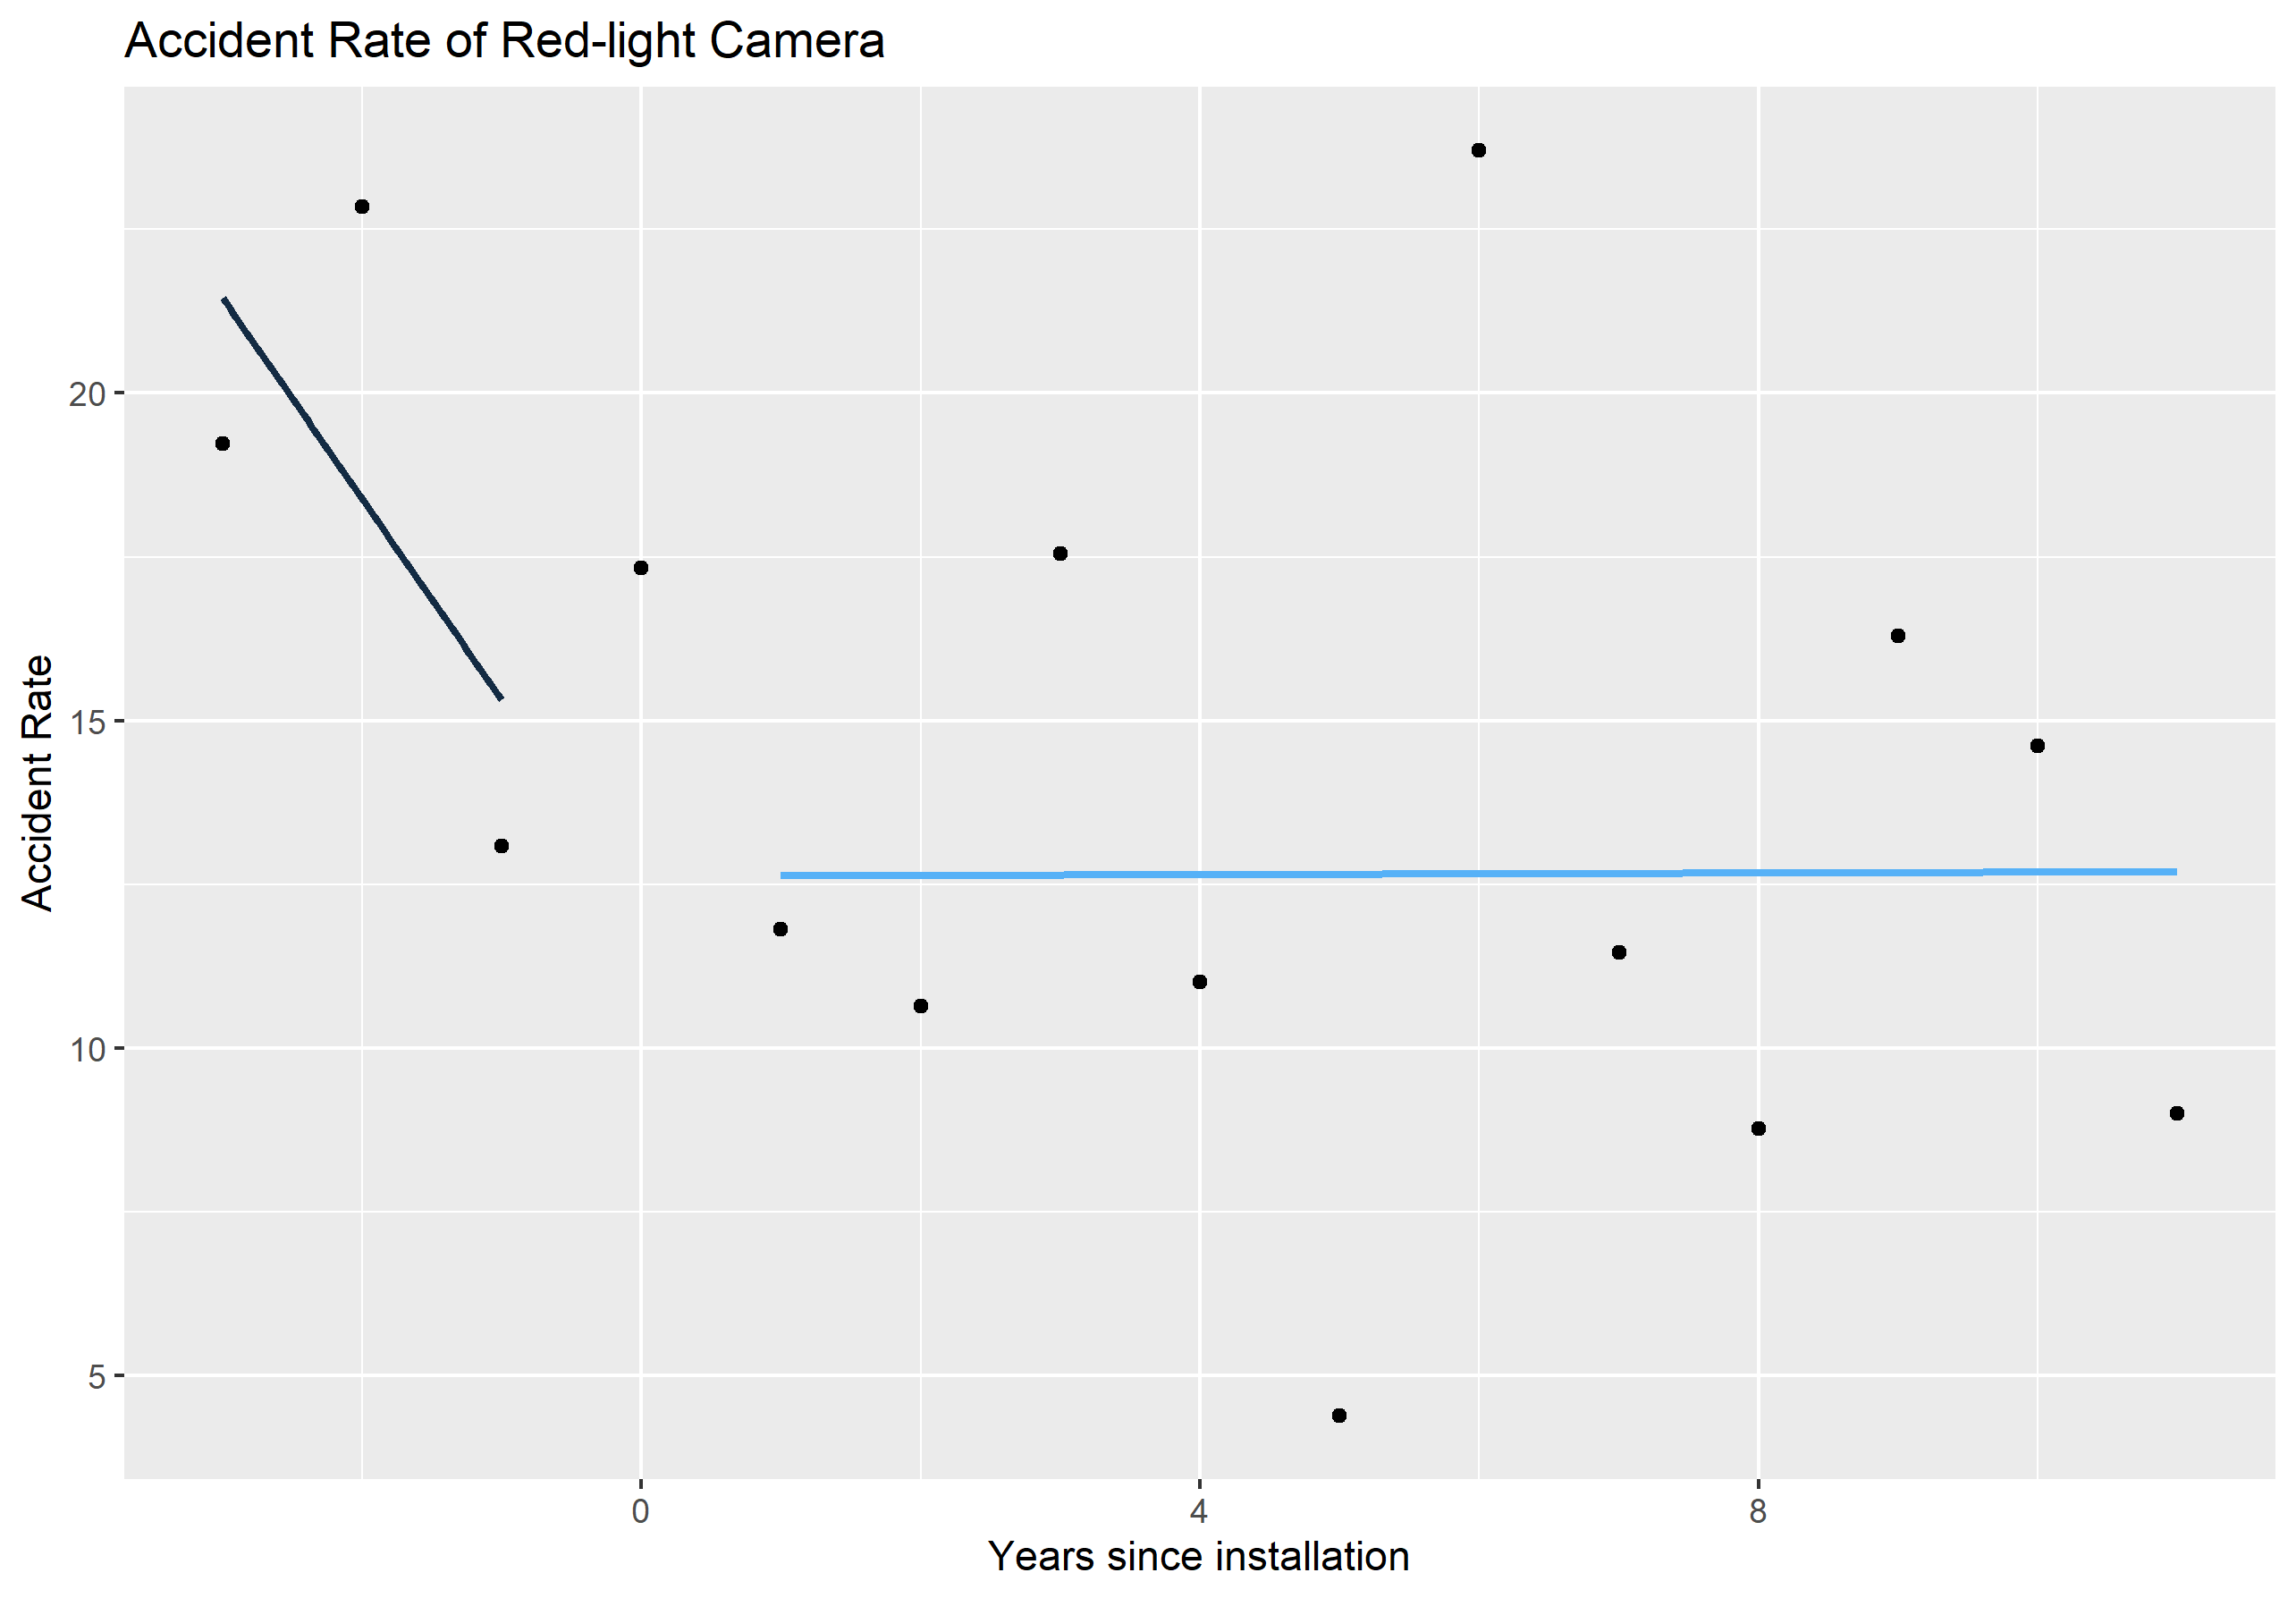 Accident Rate of Red-light Camera
20
15
10
5
Accident Rate
0 4 8
Years since installation